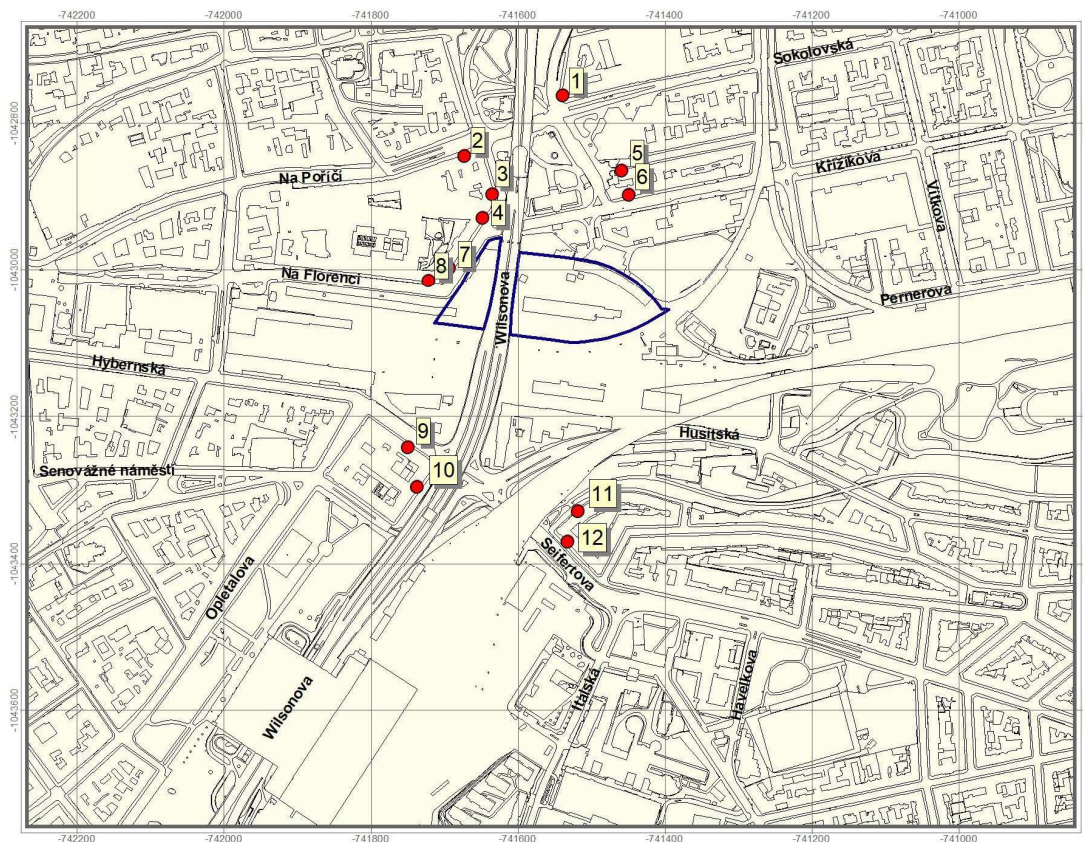 -742200 -742000 -741800 -741600 -741400 -741200 -741000
Sokolovská
1
-1042800
2
5
Křižíkova
6
Na Poříčí
3
Vítkova
4
7
8
-1043000
Na Florenci
Pernerova
Wilsonova
Hybernská
-1043200
9
Husitská
10
Senovážné náměstí
11
12
-1043400
Seifertova
Opletalova
-1043600
Italská
Havelkova
Wilsonova
-742200 -742000 -741800 -741600 -741400 -741200 -741000